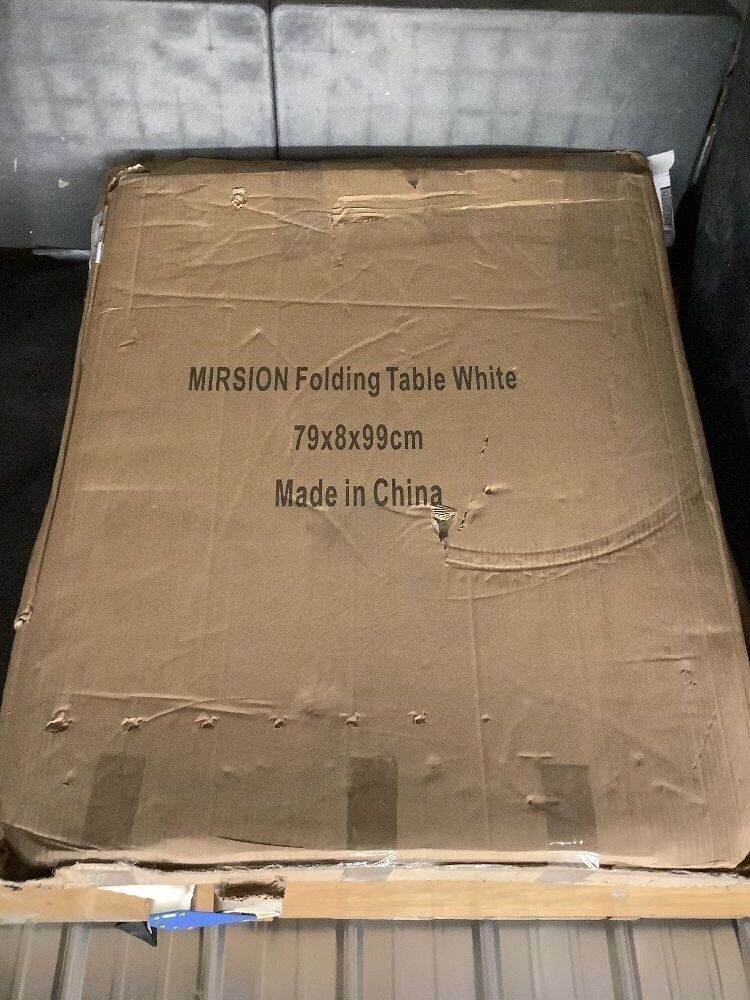 MIRSION Folding Table White
79x8x99cm
Made in China